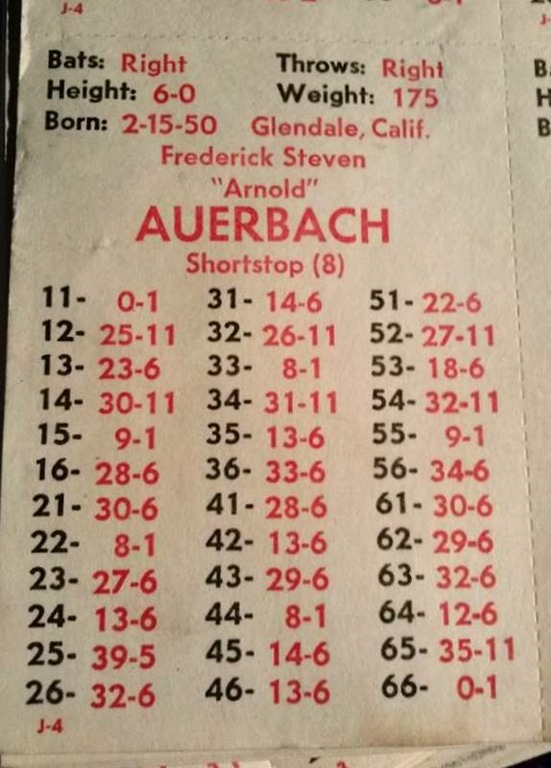 J-4
Bats: Right Throws: Right
Height: 6-0 Weight: 175
Born: 2-15-50 Glendale, Calif.
Frederick Steven
"Arnold"
AUERBACH
Shortstop (8)
11- 0-1 31- 14-6 51- 22-6
12- 25-11 32- 26-11 52- 27-11
13- 23-6 33- 8-1 53- 18-6
14- 30-11 34- 31-11 54- 32-11
15- 9-1 35- 13-6 55- 9-1
16- 28-6 36- 33-6 56- 34-6
21- 30-6 41- 28-6 61- 30-6
22- 8-1 42- 13-6 62- 29-6
23- 27-6 43- 29-6 63- 32-6
24- 13-6 44- 8-1 64- 12-6
25- 39-5 45- 14-6 65- 35-11
26- 32-6 46- 13-6 66- 0-1
J-4